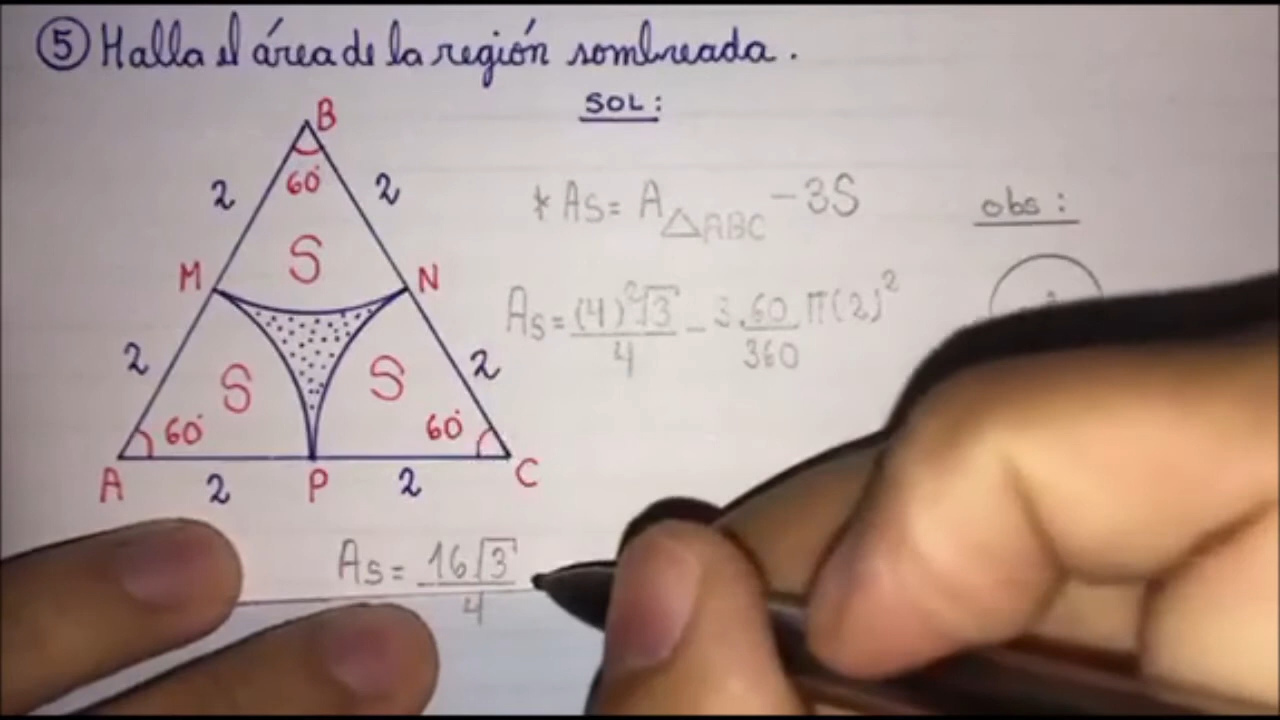 ⑤ Halla el área de la región sombreada.
SOL:
B
60°
2 2
S
* As = A△ABC - 3S
obs:
M N
As = (4)²√3/4 - 3.60/360 π(2)²
2 2
S S
60° 60°
A 2 P 2 C
As = 16√3/4